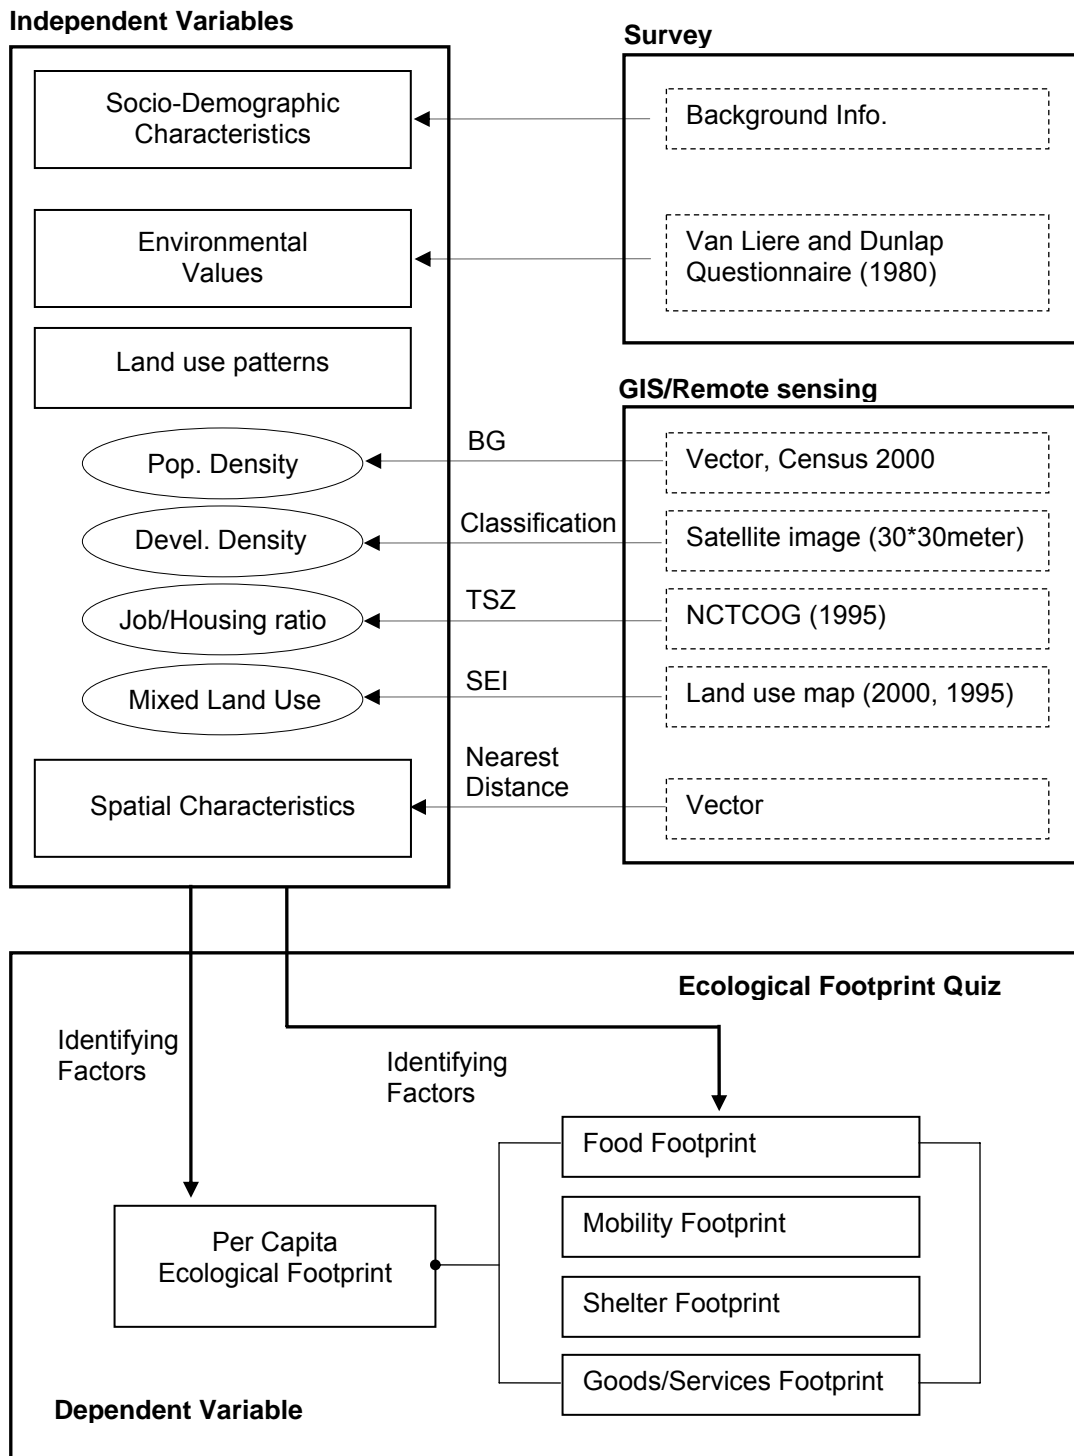 Independent Variables
Socio-Demographic
Characteristics
Environmental
Values
Land use patterns
Pop. Density
Devel. Density
Job/Housing ratio
Mixed Land Use
Spatial Characteristics
BG
Classification
TSZ
SEI
Nearest
Distance
Survey
Background Info.
Van Liere and Dunlap
Questionnaire (1980)
GIS/Remote sensing
Vector, Census 2000
Satellite image (30*30meter)
NCTCOG (1995)
Land use map (2000, 1995)
Vector
Ecological Footprint Quiz
Identifying
Factors
Identifying
Factors
Per Capita
Ecological Footprint
Food Footprint
Mobility Footprint
Shelter Footprint
Goods/Services Footprint
Dependent Variable